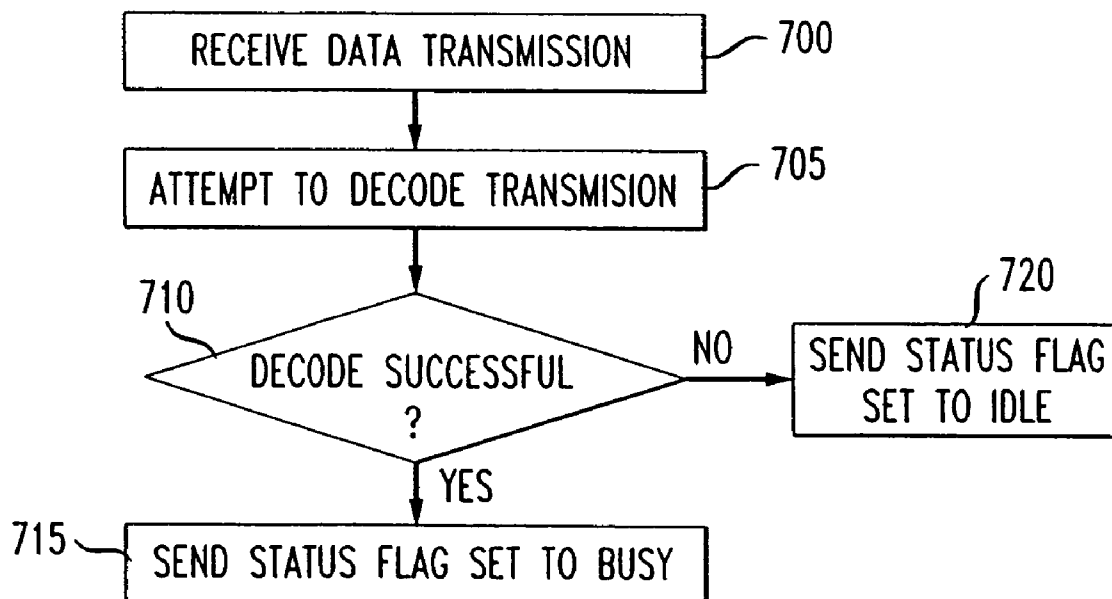 RECEIVE DATA TRANSMISSION
700
ATTEMPT TO DECODE TRANSMISION
705
710
DECODE SUCCESSFUL
?
NO
720
SEND STATUS FLAG
SET TO IDLE
YES
715
SEND STATUS FLAG SET TO BUSY